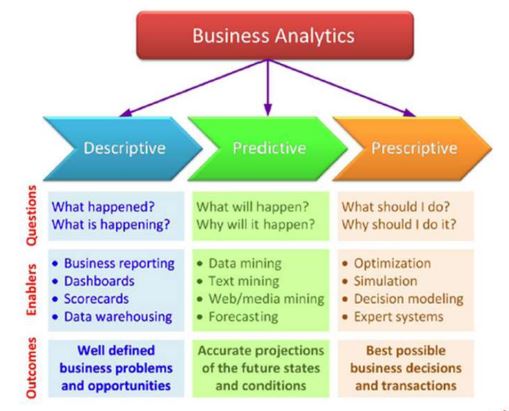 Business Analytics
Descriptive
Predictive
Prescriptive
Questions
What happened?
What is happening?
What will happen?
Why will it happen?
What should I do?
Why should I do it?
Enablers
• Business reporting
• Dashboards
• Scorecards
• Data warehousing
• Data mining
• Text mining
• Web/media mining
• Forecasting
• Optimization
• Simulation
• Decision modeling
• Expert systems
Outcomes
Well defined
business problems
and opportunities
Accurate projections
of the future states
and conditions
Best possible
business decisions
and transactions